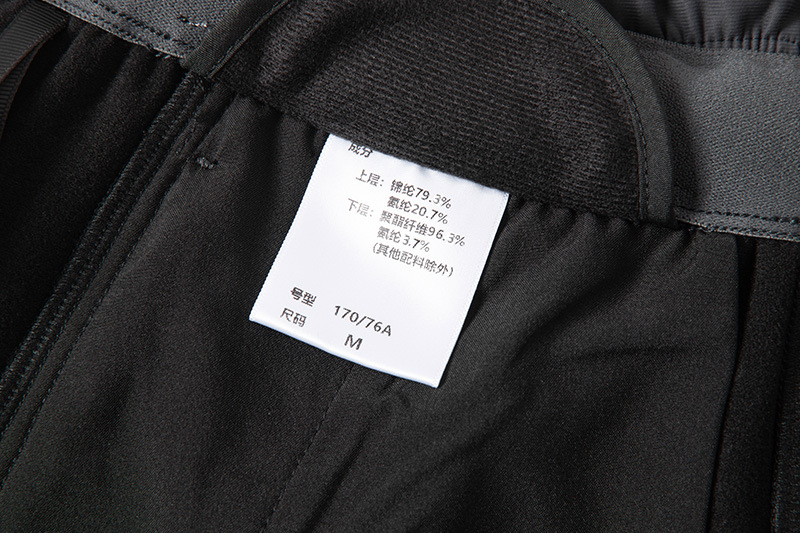 成分
上层：锦纶79.3%
氨纶20.7%
下层：聚酯纤维96.3%
氨纶3.7%
(其他配料除外)
号型 170/76A
尺码 M